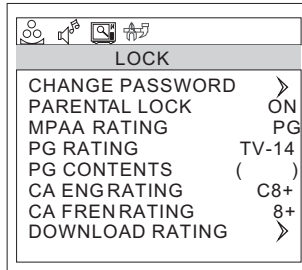 LOCK
CHANGE PASSWORD
PARENTAL LOCK ON
MPAA RATING PG
PG RATING TV-14
PG CONTENTS ( )
CA ENGRATING C8+
CA FRENRATING 8+
DOWNLOAD RATING